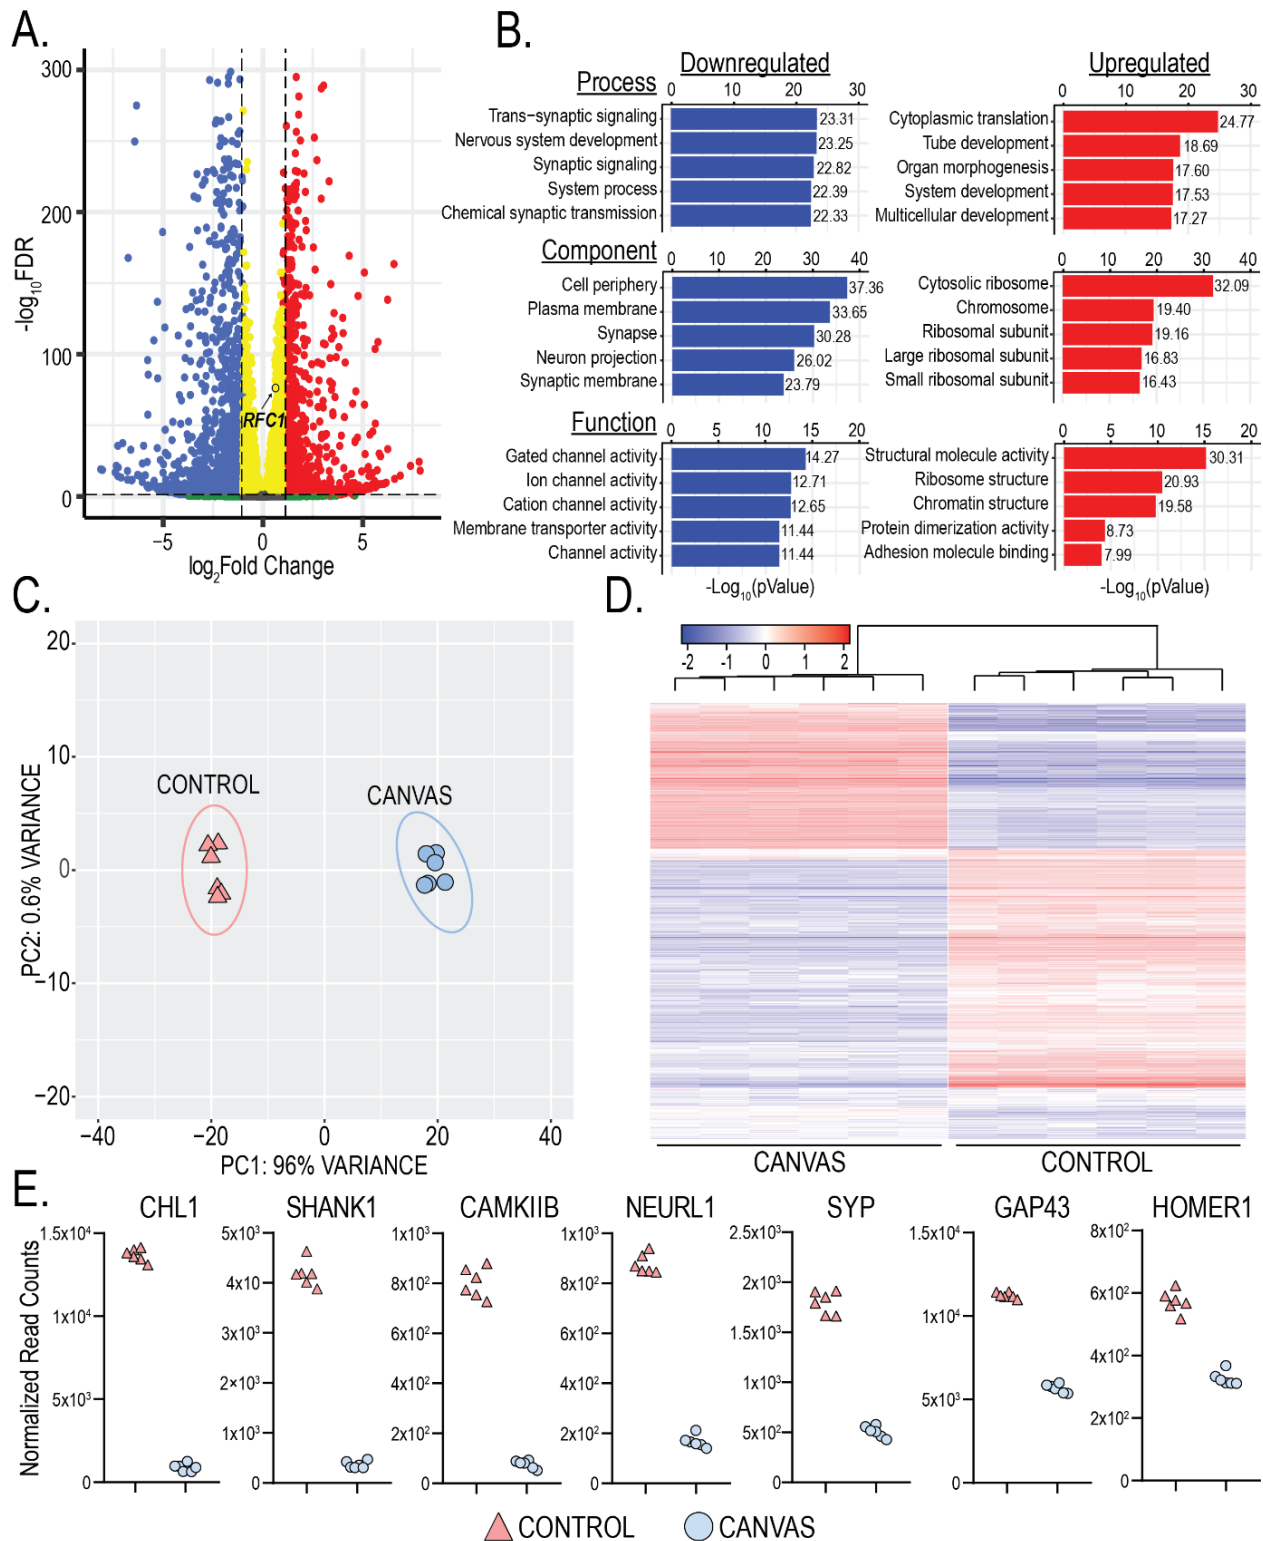 A.
300
200
100
0
-log10FDR
RFC1
−5
0
5
log2Fold Change
B.
Downregulated
Upregulated
Process
0 10 20 30
Trans−synaptic signaling 23.31
Nervous system development 23.25
Synaptic signaling 22.82
System process 22.39
Chemical synaptic transmission 22.33
0 10 20 30
Cytoplasmic translation 24.77
Tube development 18.69
Organ morphogenesis 17.60
System development 17.53
Multicellular development 17.27
Component
0 10 20 30 40
Cell periphery 37.36
Plasma membrane 33.65
Synapse 30.28
Neuron projection 26.02
Synaptic membrane 23.79
0 10 20 30 40
Cytosolic ribosome 32.09
Chromosome 19.40
Ribosomal subunit 19.16
Large ribosomal subunit 16.83
Small ribosomal subunit 16.43
Function
0 5 10 15 20
Gated channel activity 14.27
Ion channel activity 12.71
Cation channel activity 12.65
Membrane transporter activity 11.44
Channel activity 11.44
-Log10(pValue)
0 5 10 15 20
Structural molecule activity 30.31
Ribosome structure 20.93
Chromatin structure 19.58
Protein dimerization activity 8.73
Adhesion molecule binding 7.99
-Log10(pValue)
C.
20
10
0
−10
−20
PC2: 0.6% VARIANCE
CONTROL
CANVAS
−40 −20 0 20 40
PC1: 96% VARIANCE
D.
-2 -1 0 1 2
CANVAS
CONTROL
E.
Normalized Read Counts
CHL1
1.5x10⁴
1x10⁴
5x10³
0
SHANK1
5x10³
4x10
3x10³
2×10³
1x10³
0
CAMKIIB
1x10³
8x10²
6x10²
4x10²
2x10²
0
NEURL1
1x10³
8x10²
6x10²
4x10²
2x10²
0
SYP
2.5x10³
2x10³
1.5x10³
1x10³
5x10²
0
GAP43
1.5x10⁴
1x10⁴
5x10³
0
HOMER1
8x10²
6x10²
4x10²
2x10²
0
CONTROL
CANVAS